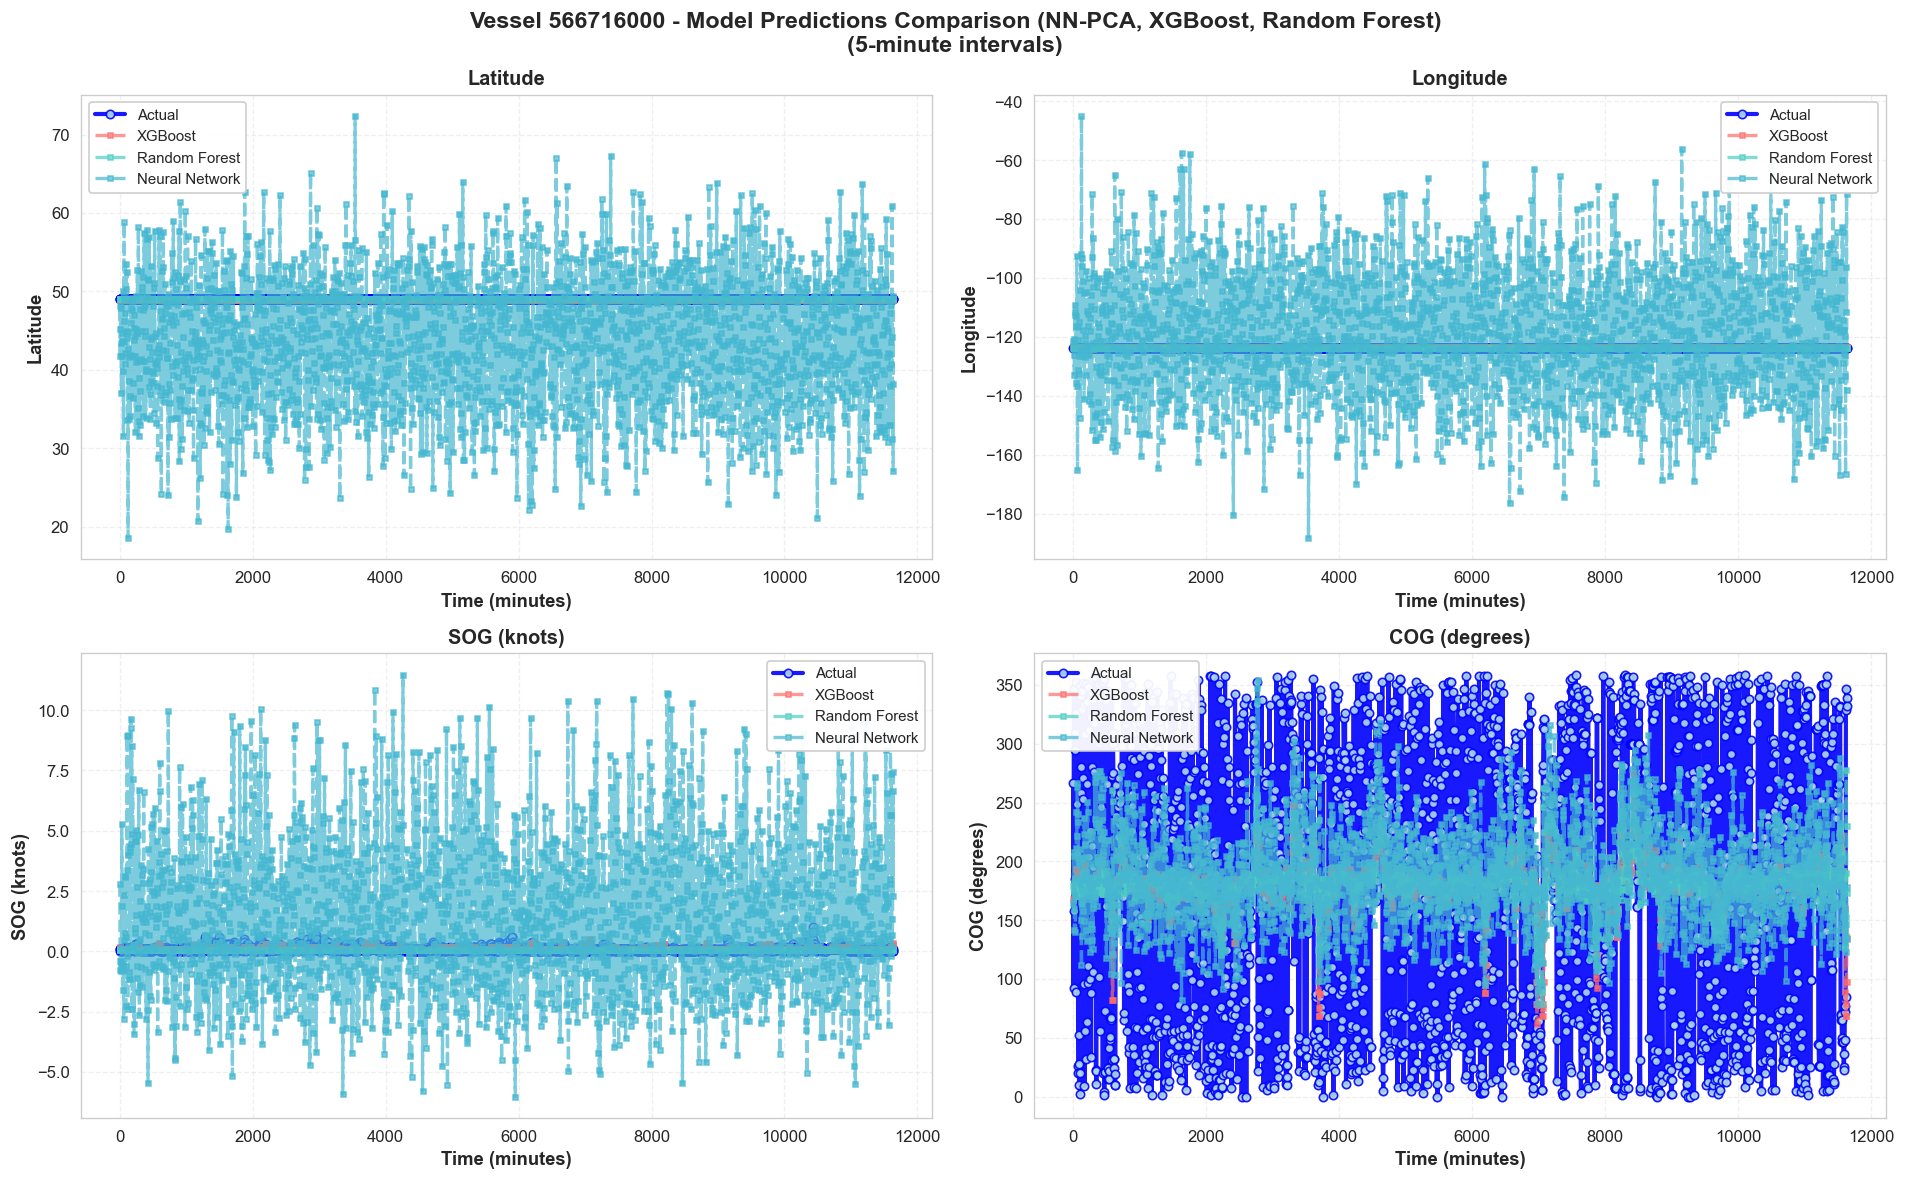 Vessel 566716000 - Model Predictions Comparison (NN-PCA, XGBoost, Random Forest)
(5-minute intervals)
Latitude
Actual
XGBoost
Random Forest
Neural Network
70
60
50
40
30
20
Latitude
0 2000 4000 6000 8000 10000 12000
Time (minutes)
Longitude
Actual
XGBoost
Random Forest
Neural Network
−40
−60
−80
−100
−120
−140
−160
−180
Longitude
0 2000 4000 6000 8000 10000 12000
Time (minutes)
SOG (knots)
Actual
XGBoost
Random Forest
Neural Network
10.0
7.5
5.0
2.5
0.0
−2.5
−5.0
SOG (knots)
0 2000 4000 6000 8000 10000 12000
Time (minutes)
COG (degrees)
Actual
XGBoost
Random Forest
Neural Network
350
300
250
200
150
100
50
0
COG (degrees)
0 2000 4000 6000 8000 10000 12000
Time (minutes)